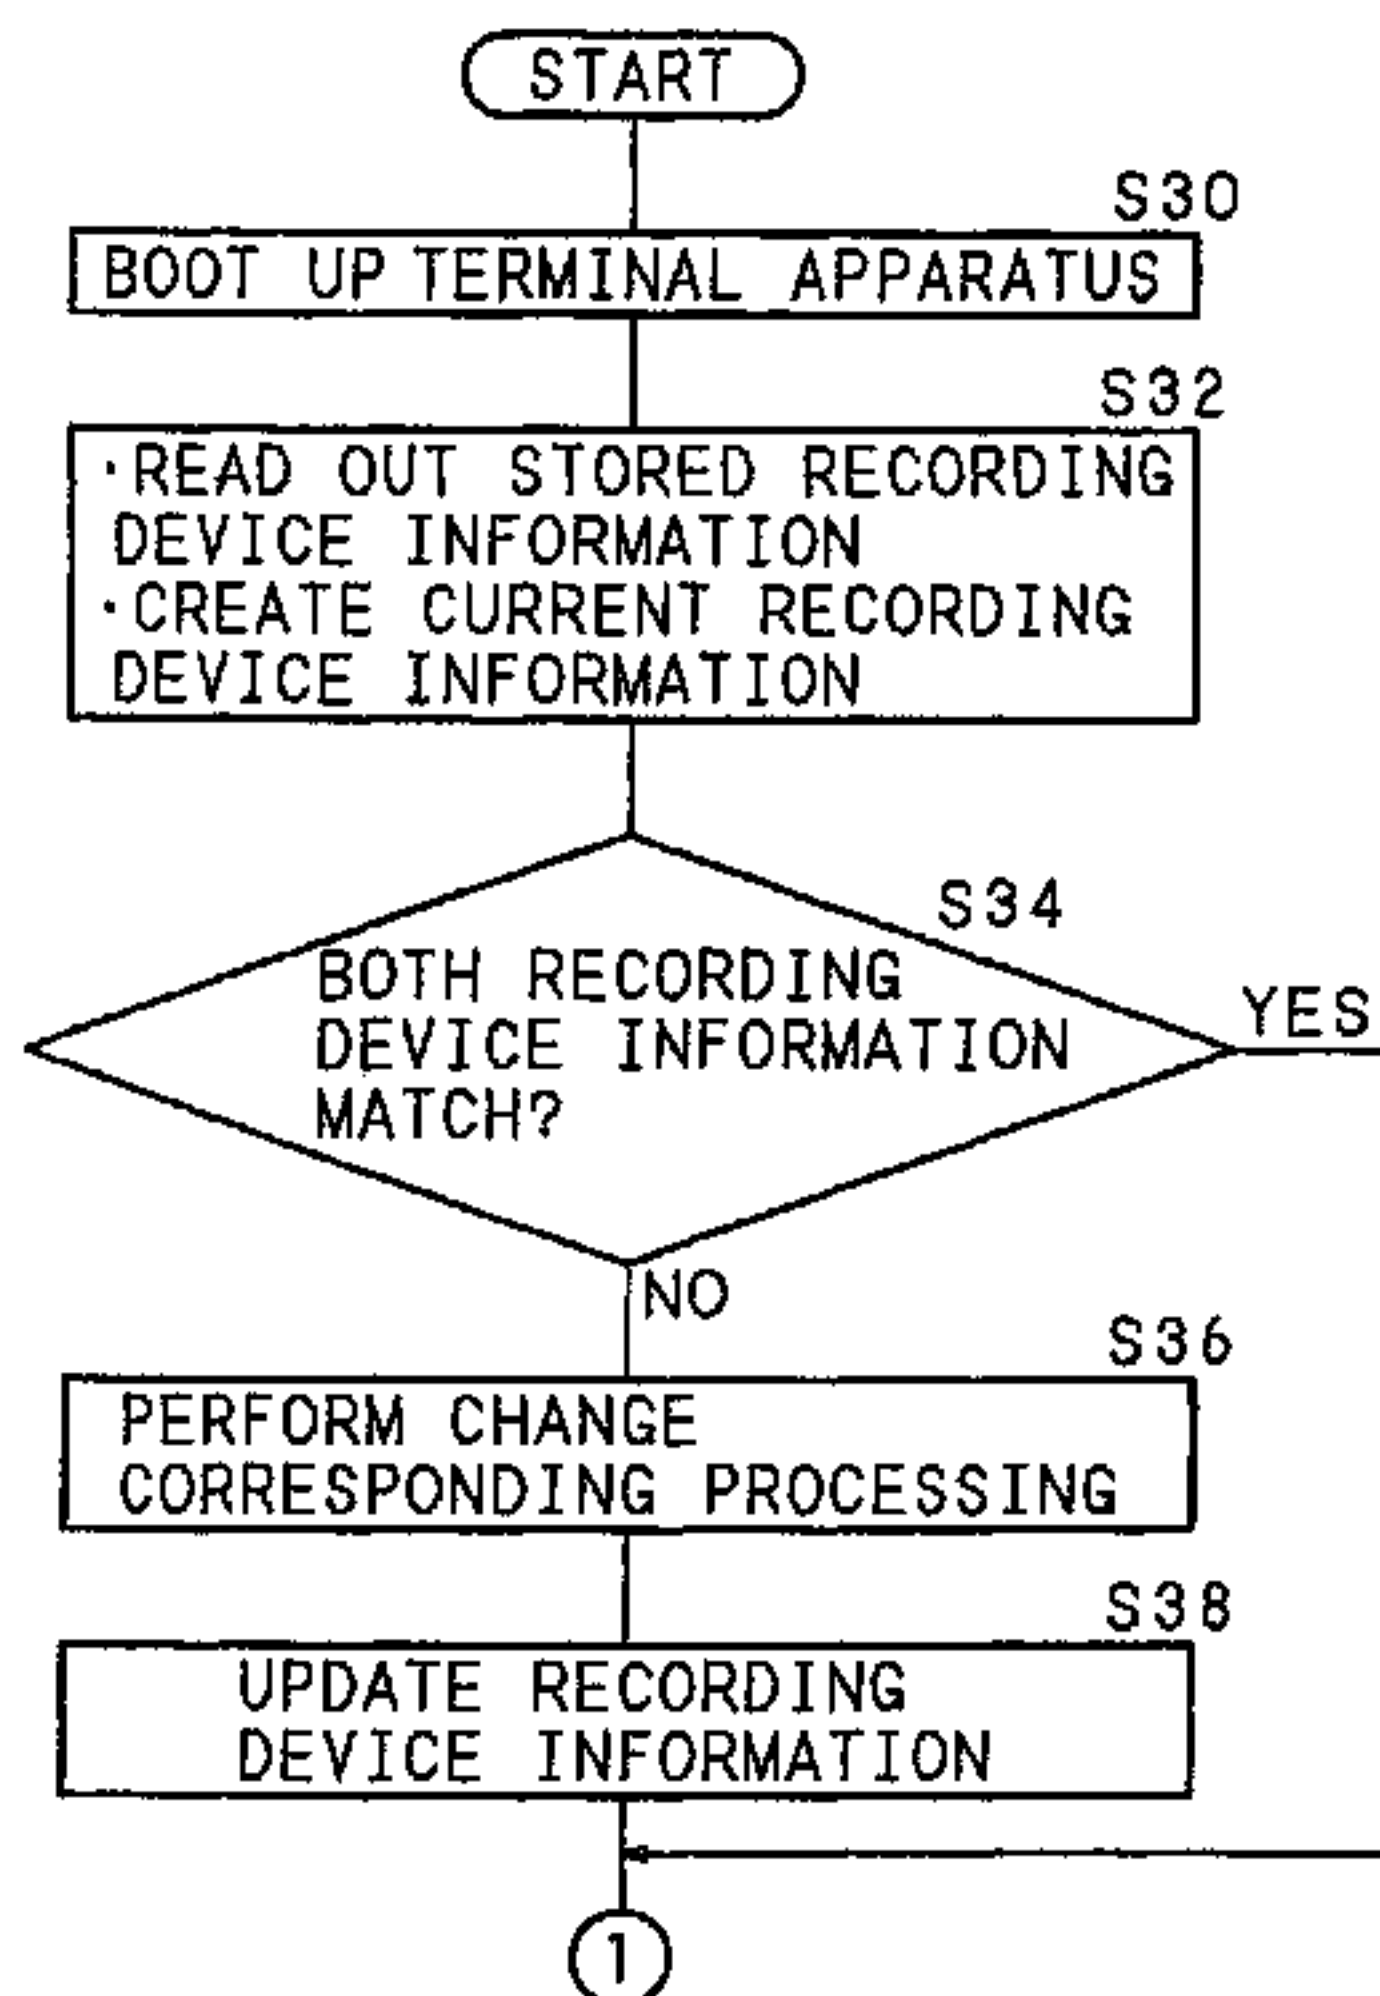 START
S30
BOOT UP TERMINAL APPARATUS
S32
·READ OUT STORED RECORDING
DEVICE INFORMATION
·CREATE CURRENT RECORDING
DEVICE INFORMATION
S34
BOTH RECORDING
DEVICE INFORMATION
MATCH?
YES
NO
S36
PERFORM CHANGE
CORRESPONDING PROCESSING
S38
UPDATE RECORDING
DEVICE INFORMATION
1